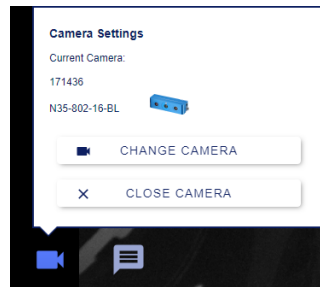 Camera Settings
Current Camera:
171436
N35-802-16-BL
CHANGE CAMERA
CLOSE CAMERA